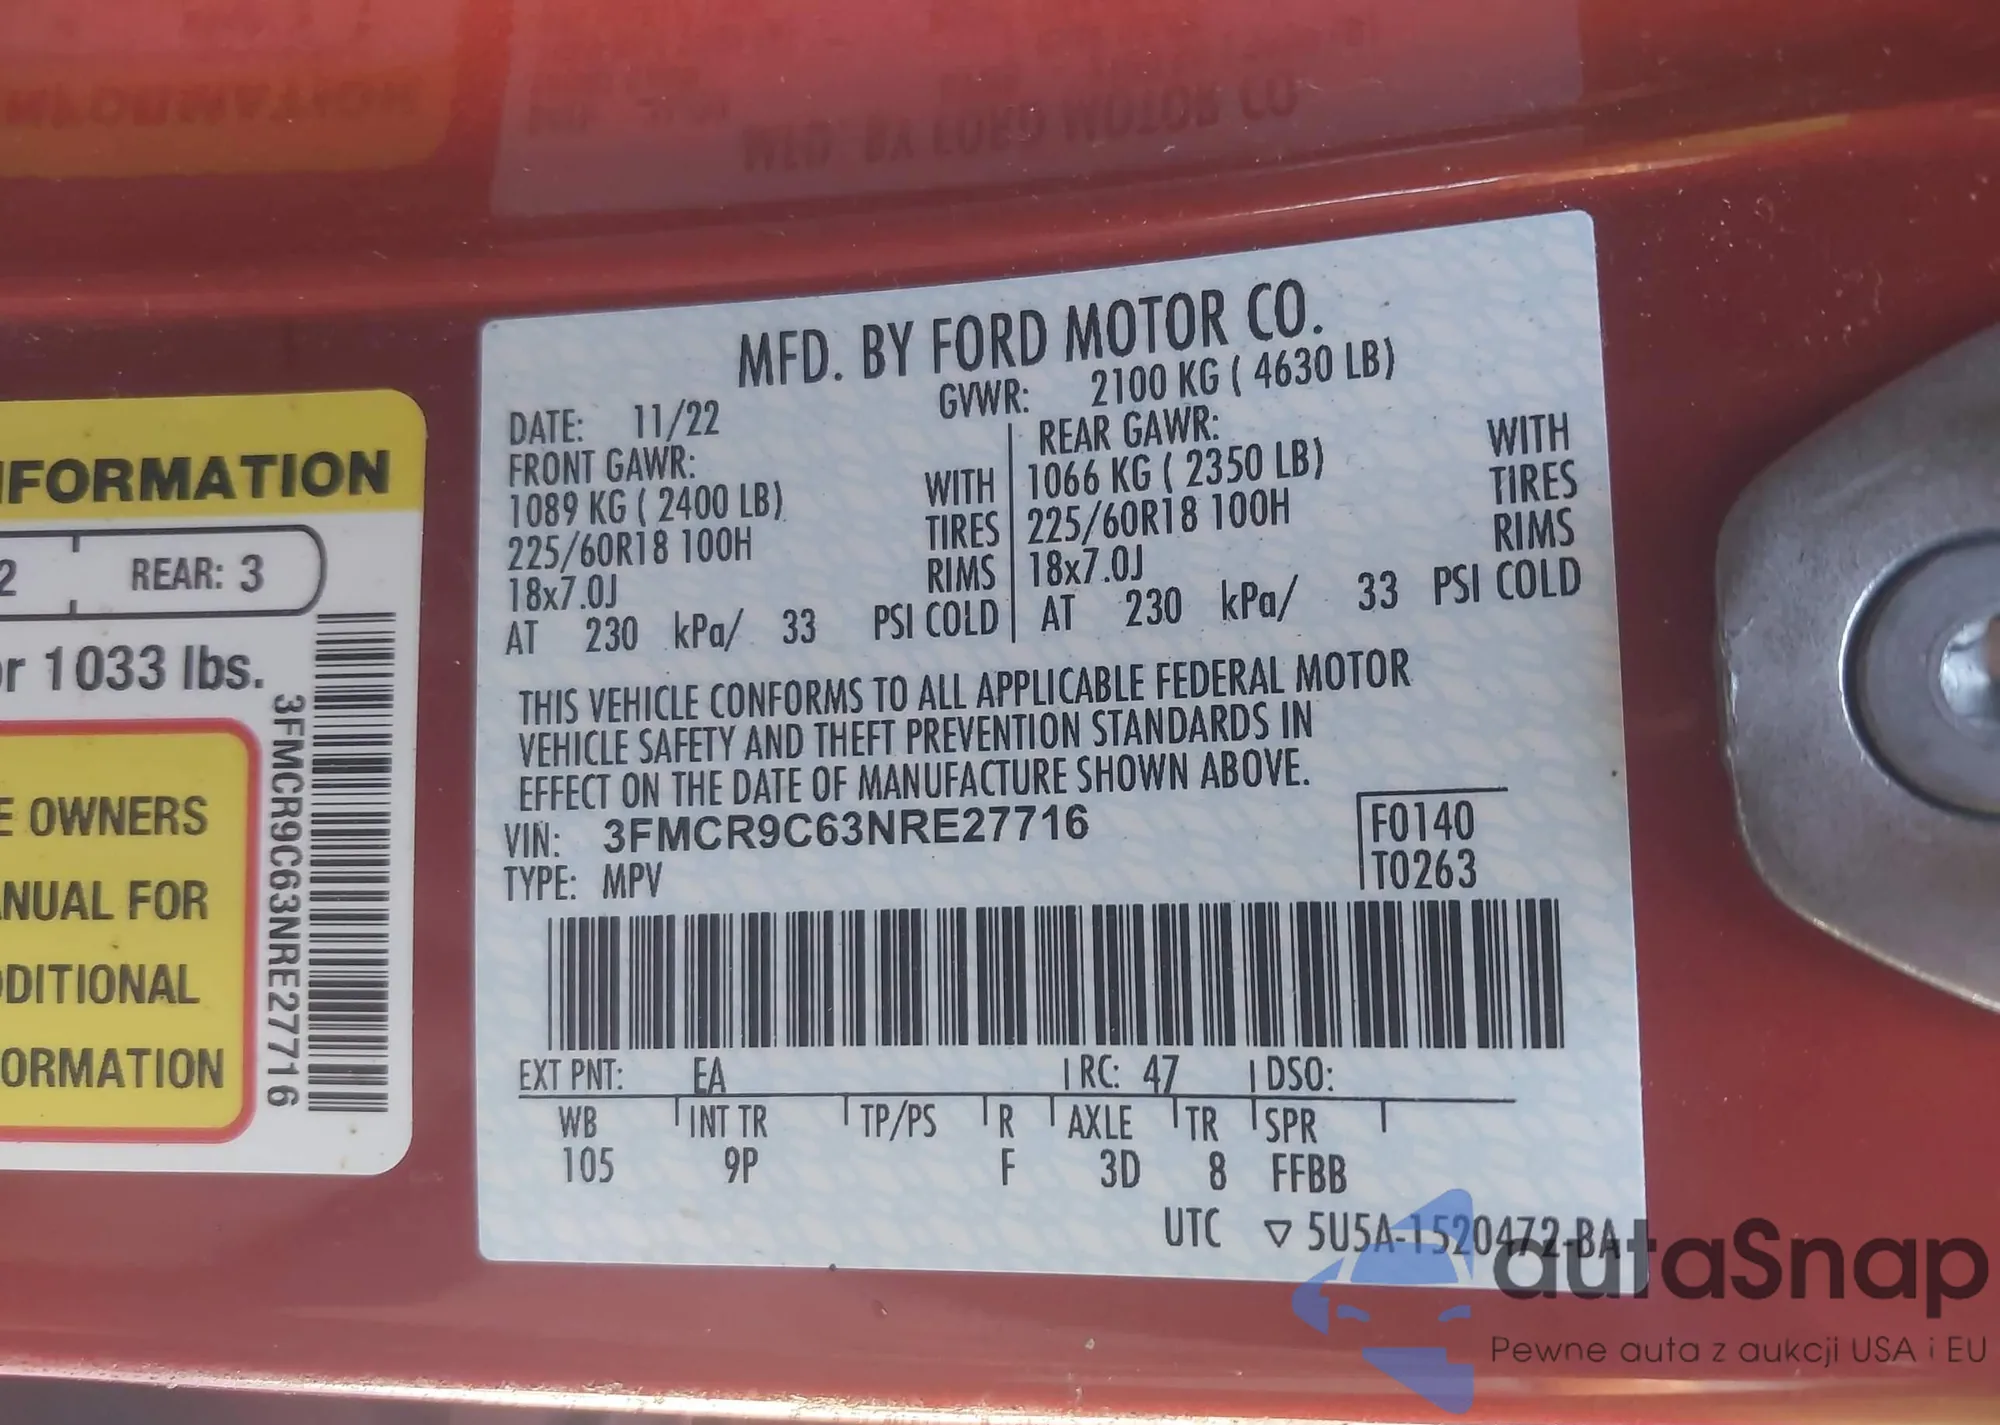 MFD. BY FORD MOTOR CO.
DATE: 11/22
GVWR: 2100 KG ( 4630 LB)
FRONT GAWR:
1089 KG ( 2400 LB) WITH
225/60R18 100H TIRES
18x7.0J RIMS
AT 230 kPa/ 33 PSI COLD
REAR GAWR: WITH
1066 KG ( 2350 LB) TIRES
225/60R18 100H RIMS
18x7.0J
AT 230 kPa/ 33 PSI COLD
THIS VEHICLE CONFORMS TO ALL APPLICABLE FEDERAL MOTOR
VEHICLE SAFETY AND THEFT PREVENTION STANDARDS IN
EFFECT ON THE DATE OF MANUFACTURE SHOWN ABOVE.
VIN: 3FMCR9C63NRE27716
TYPE: MPV
F0140
T0263
EXT PNT: EA RC: 47 DSO:
WB INT TR TP/PS R AXLE TR SPR
105 9P F 3D 8 FFBB
UTC ▽ 5U5A-1520472-BA
NFORMATION
2 REAR: 3
or 1033 lbs.
E OWNERS
ANUAL FOR
DDITIONAL
ORMATION
3FMCR9C63NRE27716
autaSnap
Pewne auta z aukcji USA i EU